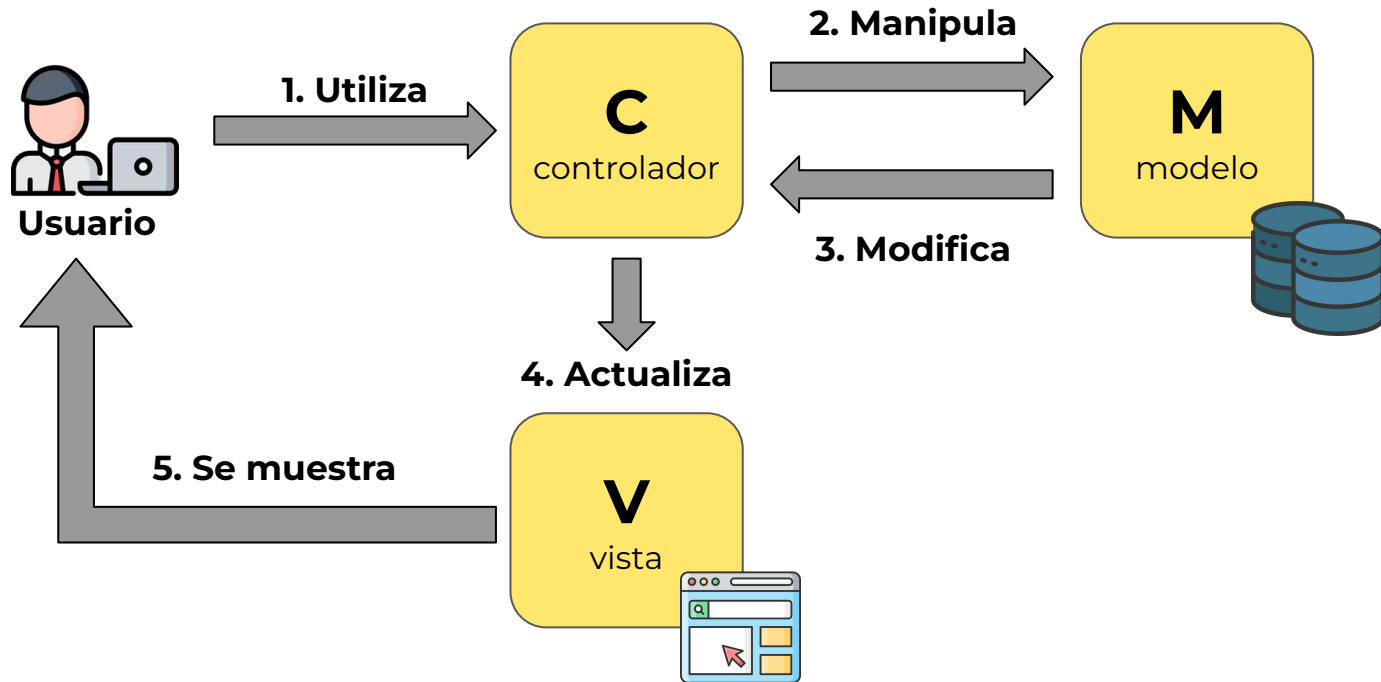 2. Manipula
1. Utiliza
C
controlador
M
modelo
Usuario
3. Modifica
4. Actualiza
5. Se muestra
V
vista